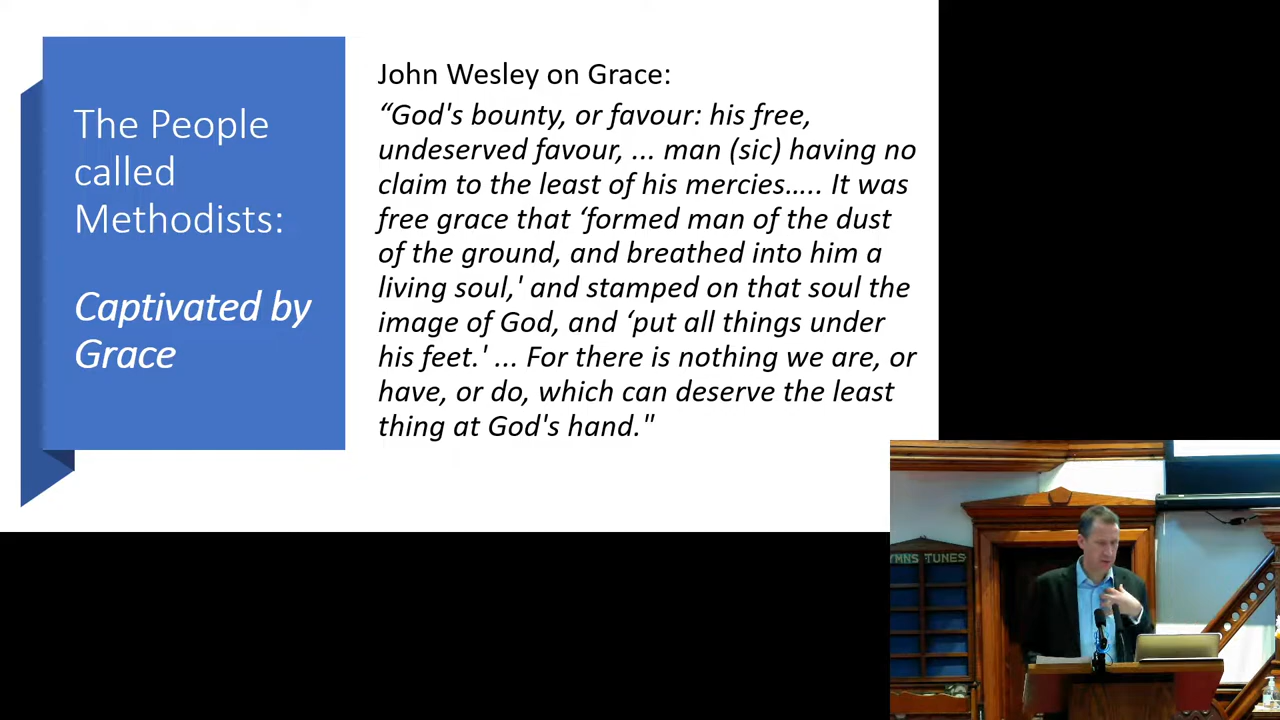 The People
called
Methodists:
Captivated by
Grace
John Wesley on Grace:
“God's bounty, or favour: his free,
undeserved favour, ... man (sic) having no
claim to the least of his mercies….. It was
free grace that ‘formed man of the dust
of the ground, and breathed into him a
living soul,' and stamped on that soul the
image of God, and ‘put all things under
his feet.' ... For there is nothing we are, or
have, or do, which can deserve the least
thing at God's hand."
YMNS TUNES